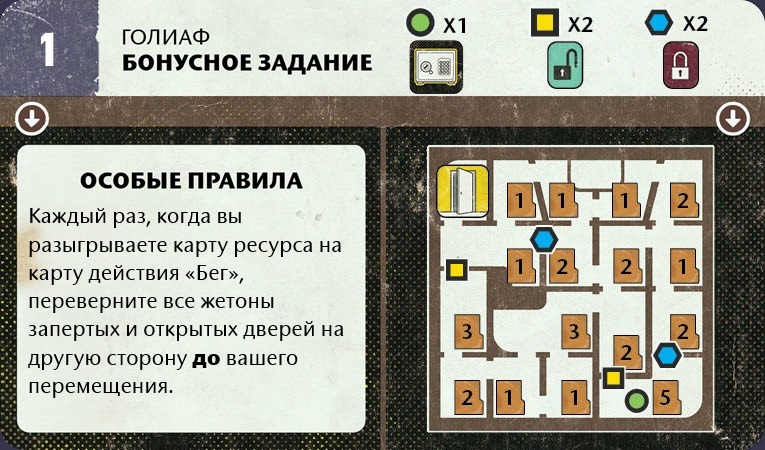 1
ГОЛИАФ
БОНУСНОЕ ЗАДАНИЕ
X1
X2
X2
ОСОБЫЕ ПРАВИЛА
Каждый раз, когда вы
разыгрываете карту ресурса на
карту действия «Бег»,
переверните все жетоны
запертых и открытых дверей на
другую сторону до вашего
перемещения.
1 1 1 2
1 2 2 1
3 3 2 2
2 1 1 5